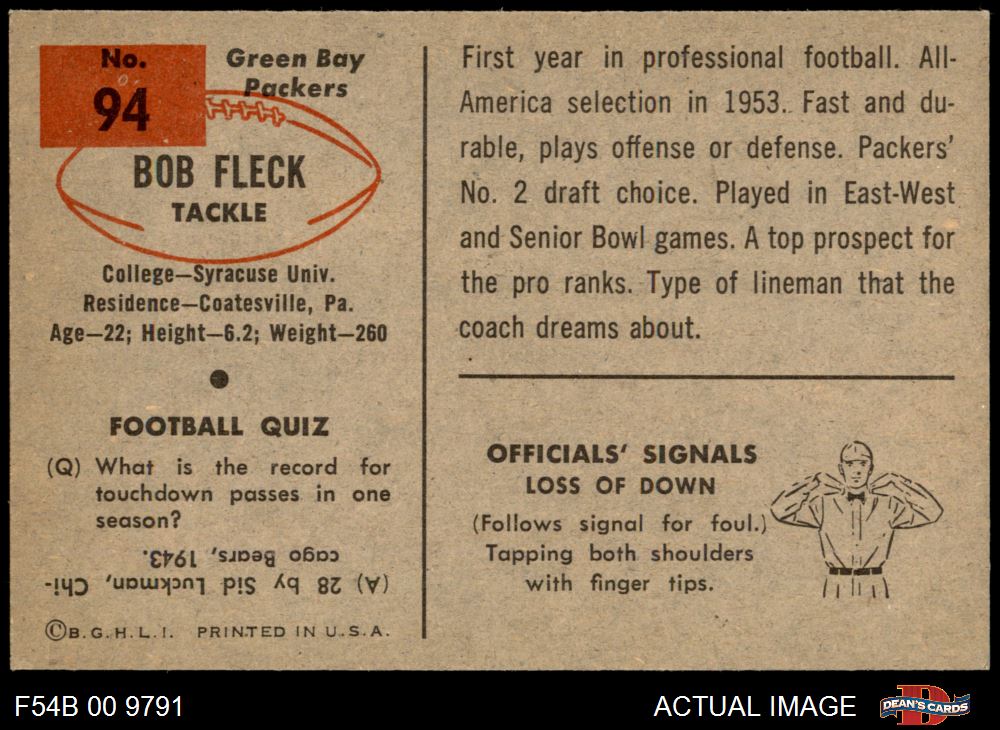 No.
94
Green Bay
Packers
BOB FLECK
TACKLE
College—Syracuse Univ.
Residence—Coatesville, Pa.
Age—22; Height—6.2; Weight—260
FOOTBALL QUIZ
(Q) What is the record for
touchdown passes in one
season?
(A) 28 by Sid Luckman, Chi-
cago Bears, 1943.
©B.G.H.L.I. PRINTED IN U.S.A.
First year in professional football. All-
America selection in 1953. Fast and du-
rable, plays offense or defense. Packers'
No. 2 draft choice. Played in East-West
and Senior Bowl games. A top prospect for
the pro ranks. Type of lineman that the
coach dreams about.
OFFICIALS' SIGNALS
LOSS OF DOWN
(Follows signal for foul.)
Tapping both shoulders
with finger tips.
F54B 00 9791
ACTUAL IMAGE
D
DEAN'S CARDS